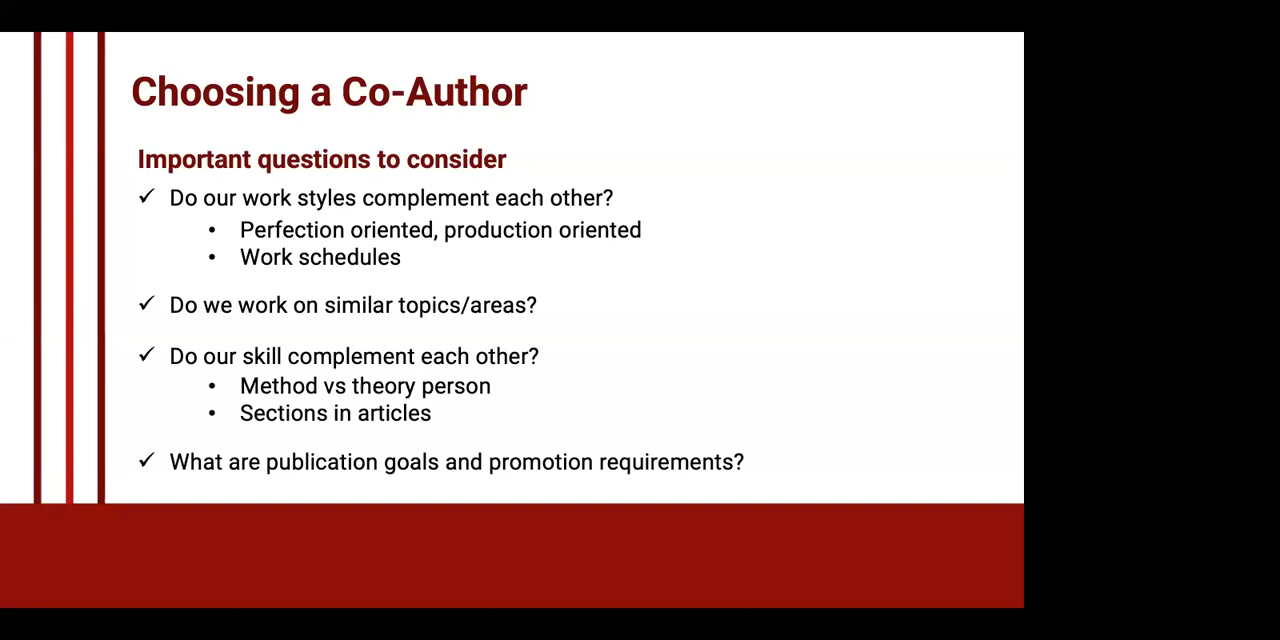 Choosing a Co-Author
Important questions to consider
✓ Do our work styles complement each other?
• Perfection oriented, production oriented
• Work schedules
✓ Do we work on similar topics/areas?
✓ Do our skill complement each other?
• Method vs theory person
• Sections in articles
✓ What are publication goals and promotion requirements?